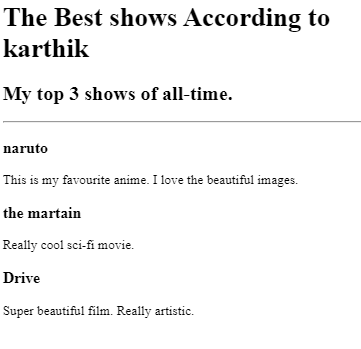 The Best shows According to
karthik
My top 3 shows of all-time.
naruto
This is my favourite anime. I love the beautiful images.
the martain
Really cool sci-fi movie.
Drive
Super beautiful film. Really artistic.